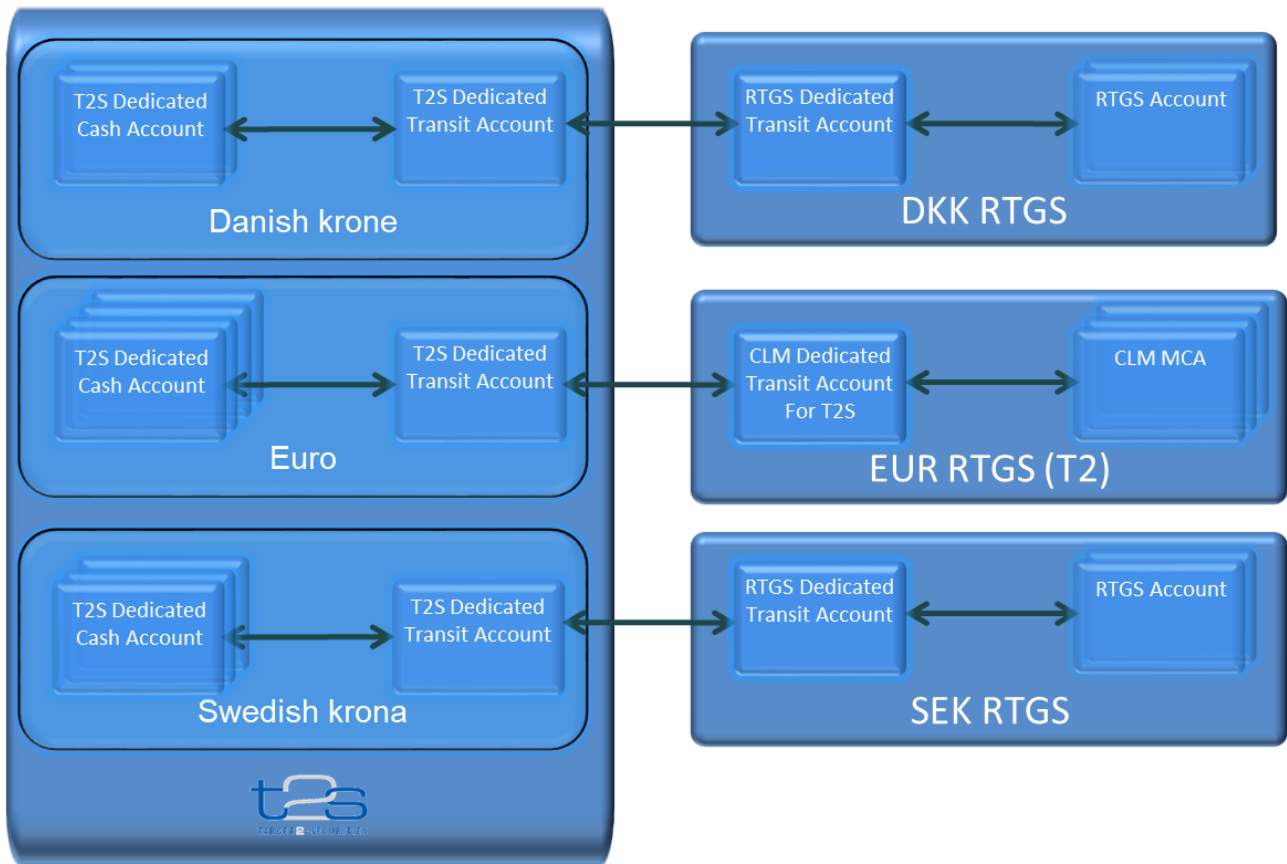 T2S Dedicated
Cash Account
T2S Dedicated
Transit Account
Danish krone
RTGS Dedicated
Transit Account
RTGS Account
DKK RTGS
T2S Dedicated
Cash Account
T2S Dedicated
Transit Account
Euro
CLM Dedicated
Transit Account
For T2S
CLM MCA
EUR RTGS (T2)
T2S Dedicated
Cash Account
T2S Dedicated
Transit Account
Swedish krona
RTGS Dedicated
Transit Account
RTGS Account
SEK RTGS
t2s
TARGET2-SECURITIES